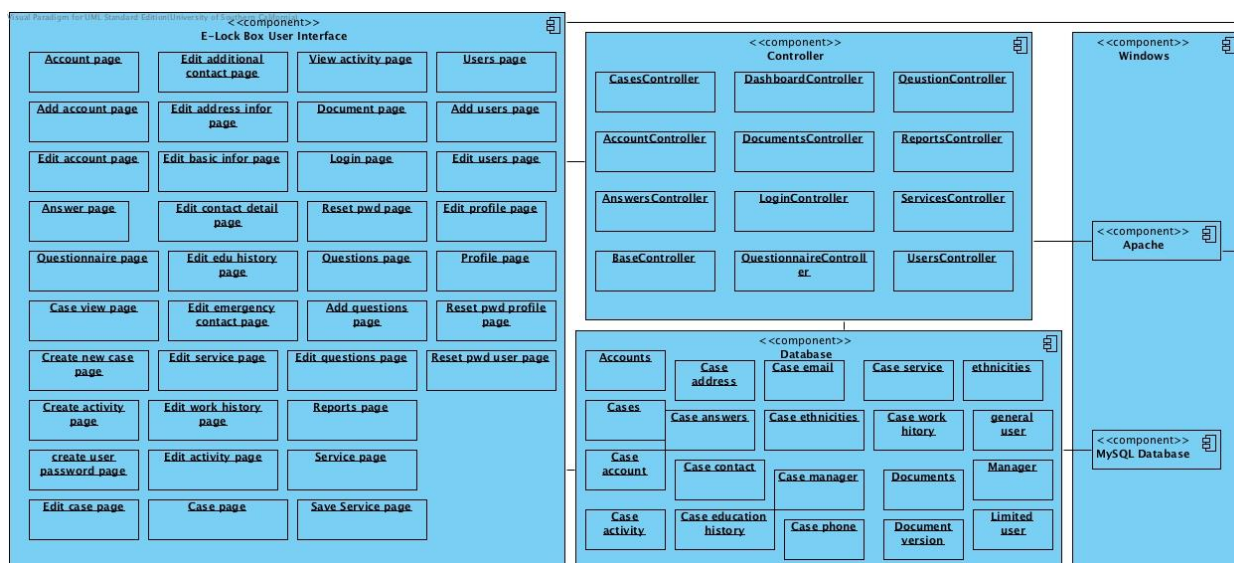 Visual Paradigm for UML Standard Edition(University of Southern California)
<<component>>
E-Lock Box User Interface
Account page
Edit additional
contact page
View activity page
Users page
Add account page
Edit address infor
page
Document page
Add users page
Edit account page
Edit basic infor page
Login page
Edit users page
Answer page
Edit contact detail
page
Reset pwd page
Edit profile page
Questionnaire page
Edit edu history
page
Questions page
Profile page
Case view page
Edit emergency
contact page
Add questions
page
Reset pwd profile
page
Create new case
page
Edit service page
Edit questions page
Reset pwd user page
Create activity
page
Edit work history
page
Reports page
create user
password page
Edit activity page
Service page
Edit case page
Case page
Save Service page
<<component>>
Controller
CasesController
DashboardController
QeustionController
AccountController
DocumentsController
ReportsController
AnswersController
LoginController
ServicesController
BaseController
QuestionnaireControll
er
UsersController
<<component>>
Database
Accounts
Case
address
Case email
Case service
ethnicities
Cases
Case answers
Case ethnicities
Case work
hitory
general
user
Case
account
Case contact
Case manager
Documents
Manager
Case
activity
Case education
history
Case phone
Document
version
Limited
user
<<component>>
Windows
<<component>>
Apache
<<component>>
MySQL Database